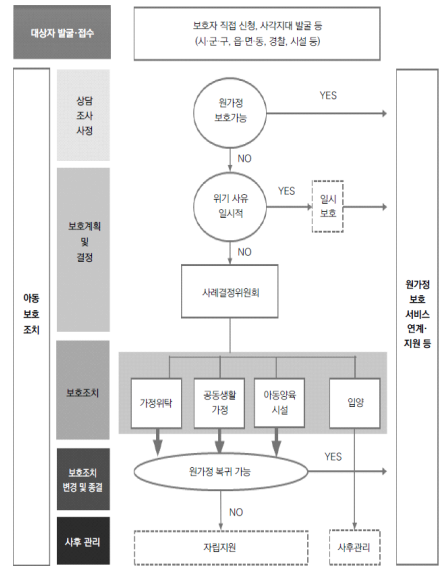 대상자 발굴·접수
보호자 직접 신청, 사각지대 발굴 등
(시·군·구, 읍·면·동, 경찰, 시설 등)
아동
보호
조치
상담
조사
사정
원가정
보호가능
YES
NO
보호계획
및
결정
위기 사유
일시적
YES
일시
보호
NO
사례결정위원회
원가정
보호
서비스
연계·
지원 등
보호조치
가정위탁
공동생활
가정
아동양육
시설
입양
보호조치
변경 및 종결
원가정 복귀 가능
YES
NO
사후 관리
자립지원
사후관리